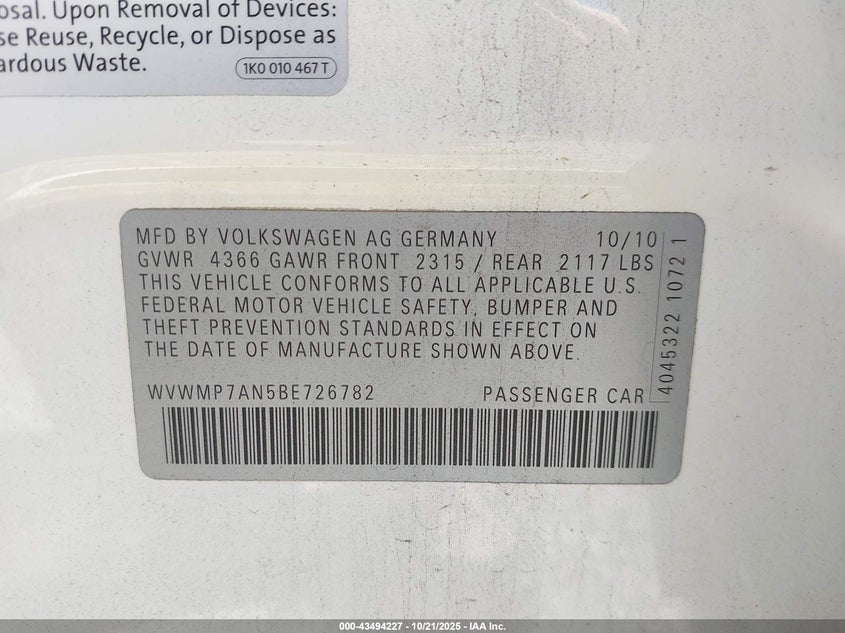 osal. Upon Removal of Devices:
se Reuse, Recycle, or Dispose as
ardous Waste.
1K0 010 467 T
MFD BY VOLKSWAGEN AG GERMANY 10/10
GVWR 4366 GAWR FRONT 2315 / REAR 2117 LBS
THIS VEHICLE CONFORMS TO ALL APPLICABLE U.S.
FEDERAL MOTOR VEHICLE SAFETY, BUMPER AND
THEFT PREVENTION STANDARDS IN EFFECT ON
THE DATE OF MANUFACTURE SHOWN ABOVE.
WVWMP7AN5BE726782 PASSENGER CAR
4045322 1072 1
000-43494227 - 10/21/2025 - IAA Inc.